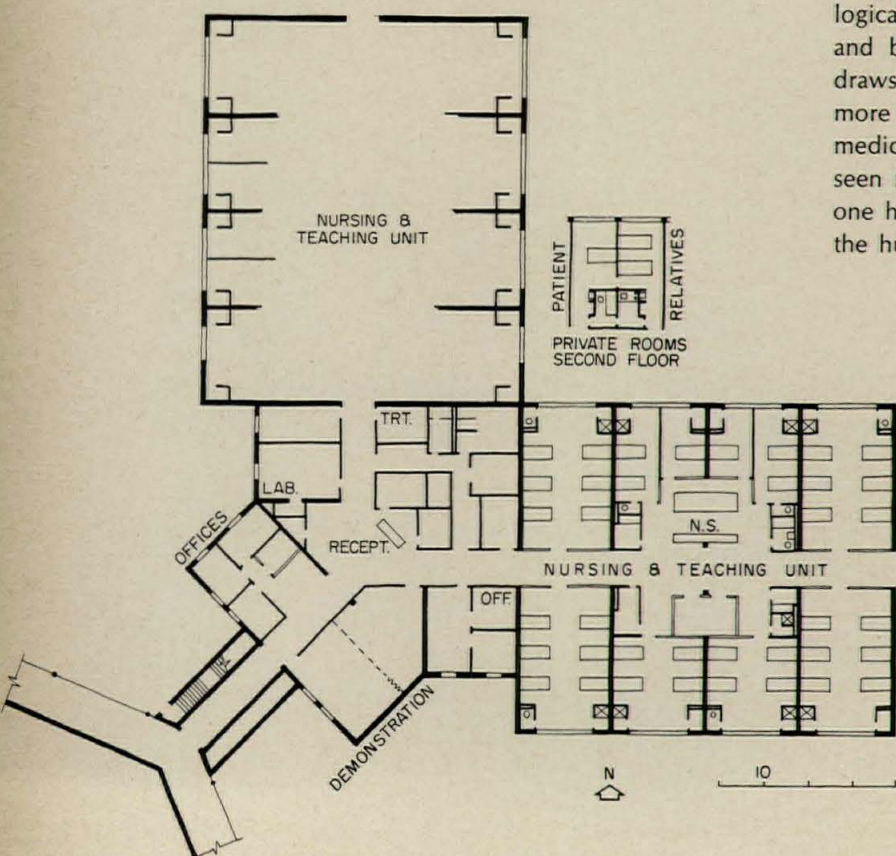 logica
and b
draws
more
medic
seen
one h
the hu
NURSING &
TEACHING UNIT
PATIENT
RELATIVES
PRIVATE ROOMS
SECOND FLOOR
TRT.
LAB.
OFFICES
RECEPT.
N.S.
NURSING & TEACHING UNIT
OFF.
DEMONSTRATION
N
10